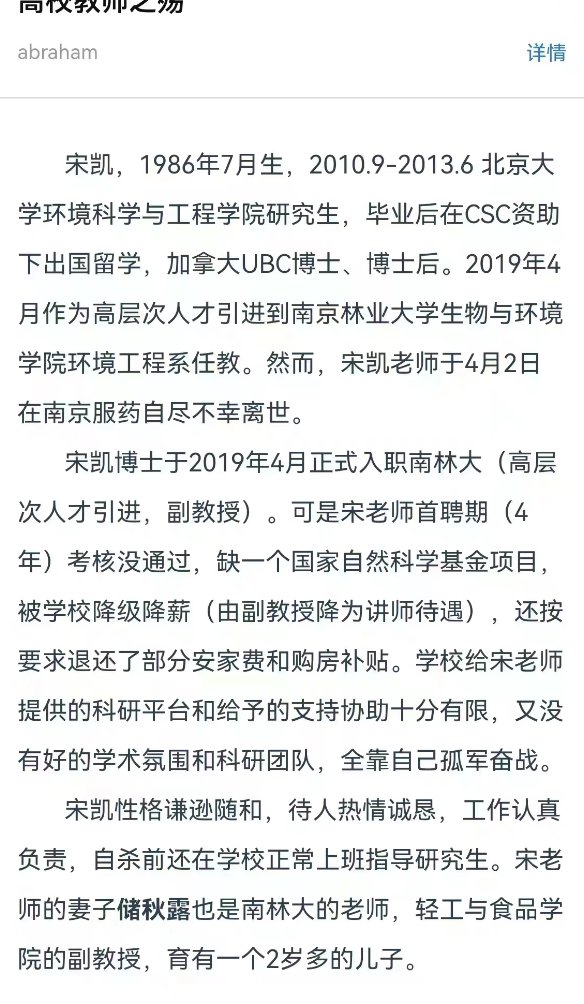 高校教师之殇
abraham
详情
宋凯，1986年7月生，2010.9-2013.6 北京大
学环境科学与工程学院研究生，毕业后在CSC资助
下出国留学，加拿大UBC博士、博士后。2019年4
月作为高层次人才引进到南京林业大学生物与环境
学院环境工程系任教。然而，宋凯老师于4月2日
在南京服药自尽不幸离世。
宋凯博士于2019年4月正式入职南林大（高层
次人才引进，副教授）。可是宋老师首聘期（4
年）考核没通过，缺一个国家自然科学基金项目，
被学校降级降薪（由副教授降为讲师待遇），还按
要求退还了部分安家费和购房补贴。学校给宋老师
提供的科研平台和给予的支持协助十分有限，又没
有好的学术氛围和科研团队，全靠自己孤军奋战。
宋凯性格谦逊随和，待人热情诚恳，工作认真
负责，自杀前还在学校正常上班指导研究生。宋老
师的妻子储秋露也是南林大的老师，轻工与食品学
院的副教授，育有一个2岁多的儿子。